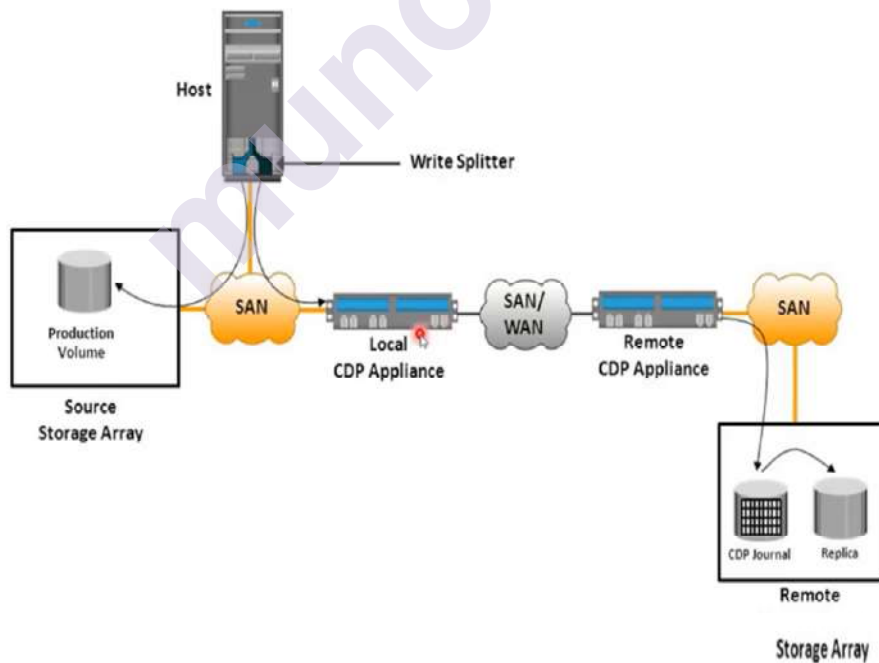 Host
Write Splitter
Production
Volume
Source
Storage Array
SAN
Local
CDP Appliance
SAN/
WAN
Remote
CDP Appliance
SAN
CDP Journal
Replica
Remote
Storage Array